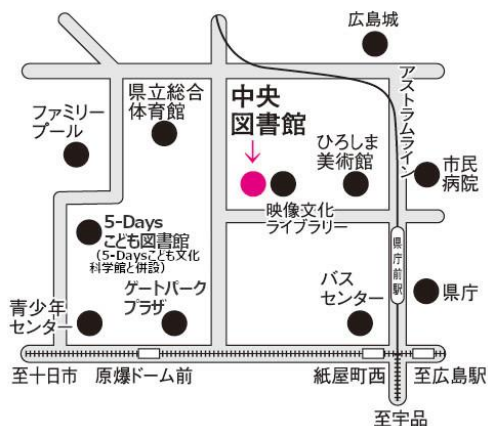 広島城
県立総合
体育館
中央
図書館
アストラムライン
ファミリー
プール
ひろしま
美術館
市民
病院
映像文化
ライブラリー
5-Days
こども図書館
(5-Daysこども文化
科学館と併設)
県庁前駅
青少年
センター
ゲートパーク
プラザ
バス
センター
県庁
至十日市
原爆ドーム前
紙屋町西
至広島駅
至宇品